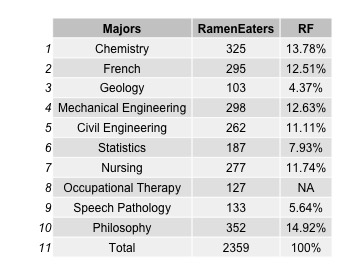 Majors RamenEaters RF
1 Chemistry 325 13.78%
2 French 295 12.51%
3 Geology 103 4.37%
4 Mechanical Engineering 298 12.63%
5 Civil Engineering 262 11.11%
6 Statistics 187 7.93%
7 Nursing 277 11.74%
8 Occupational Therapy 127 NA
9 Speech Pathology 133 5.64%
10 Philosophy 352 14.92%
11 Total 2359 100%